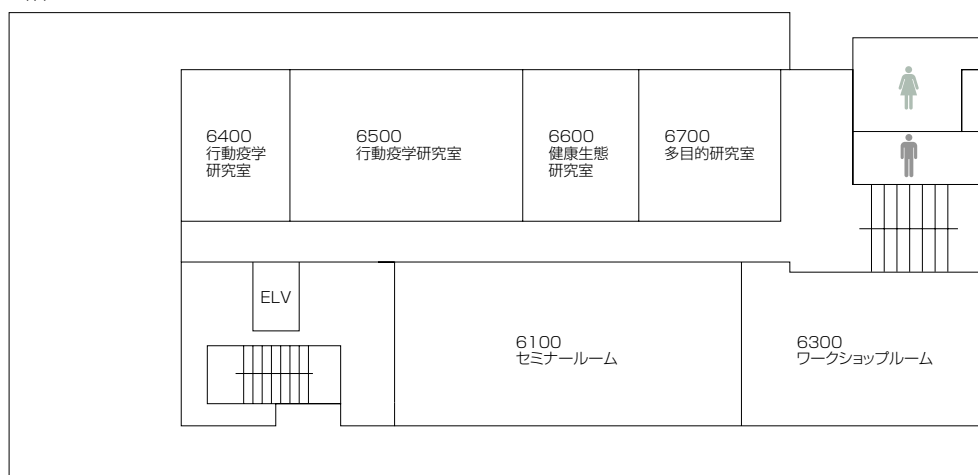 6400
行動疫学
研究室
6500
行動疫学研究室
6600
健康生態
研究室
6700
多目的研究室
ELV
6100
セミナールーム
6300
ワークショップルーム